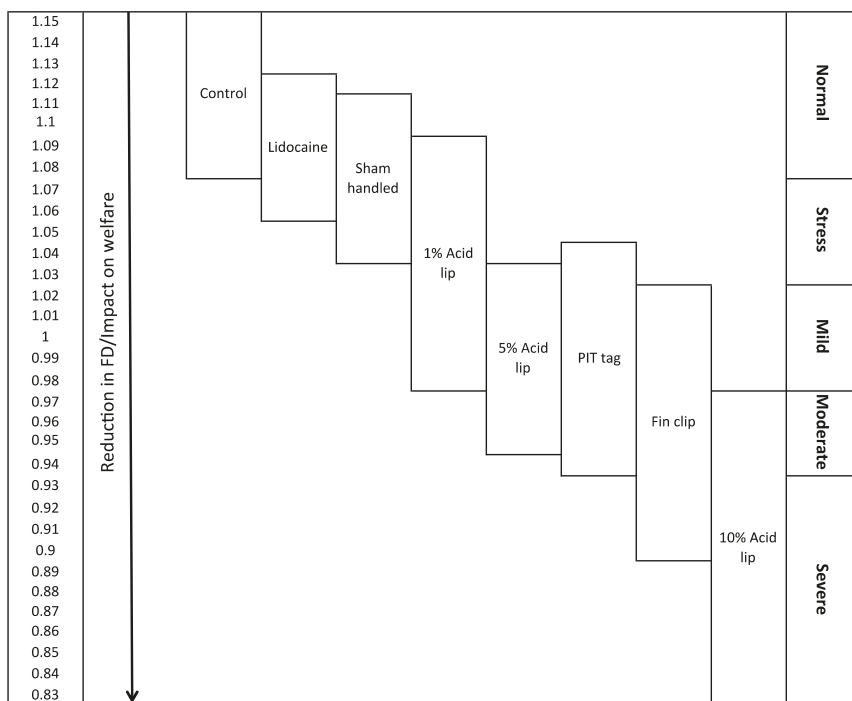 1.15
1.14
1.13
1.12
1.11
1.1
1.09
1.08
1.07
1.06
1.05
1.04
1.03
1.02
1.01
1
0.99
0.98
0.97
0.96
0.95
0.94
0.93
0.92
0.91
0.9
0.89
0.88
0.87
0.86
0.85
0.84
0.83
Reduction in FD/Impact on welfare
Control
Lidocaine
Sham
handled
1% Acid
lip
5% Acid
lip
PIT tag
Fin clip
10% Acid
lip
Normal
Stress
Mild
Moderate
Severe